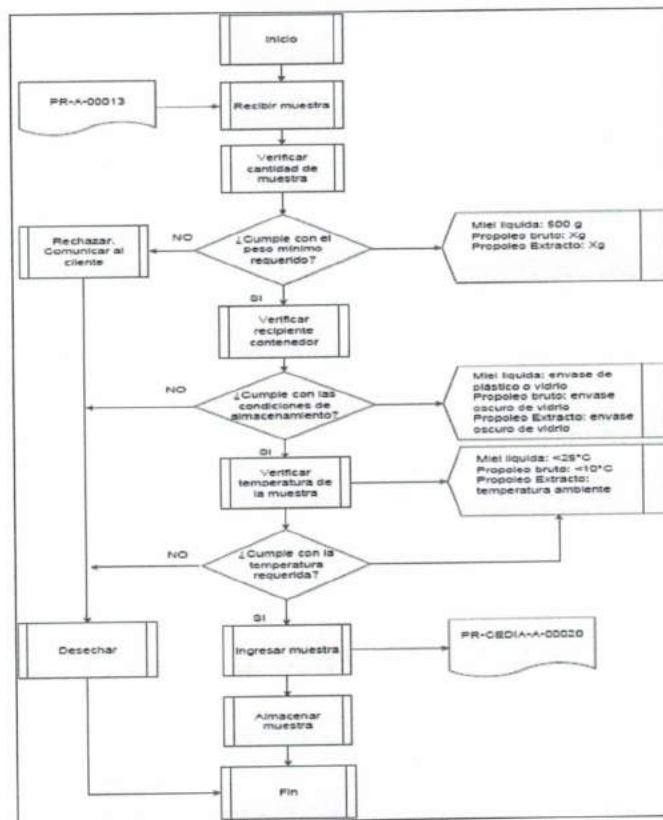 Inicio
PR-A-00013
Recibir muestra
Verificar
cantidad de
muestra
Rechazar.
Comunicar al
cliente
NO
¿Cumple con el
peso mínimo
requerido?
Miel liquida: 500 g
Propoleo bruto: Xg
Propoleo Extracto: Xg
SI
Verificar
recipiente
contenedor
NO
¿Cumple con las
condiciones de
almacenamiento?
Miel liquida: envase de
plástico o vidrio
Propoleo bruto: envase
oscuro de vidrio
Propoleo Extracto: envase
oscuro de vidrio
SI
Verificar
temperatura de
la muestra
Miel liquida: <25°C
Propoleo bruto: <10°C
Propoleo Extracto:
temperatura ambiente
NO
¿Cumple con la
temperatura
requerida?
SI
Desechar
Ingresar muestra
PR-CEDIA-A-00020
Almacenar
muestra
Fin